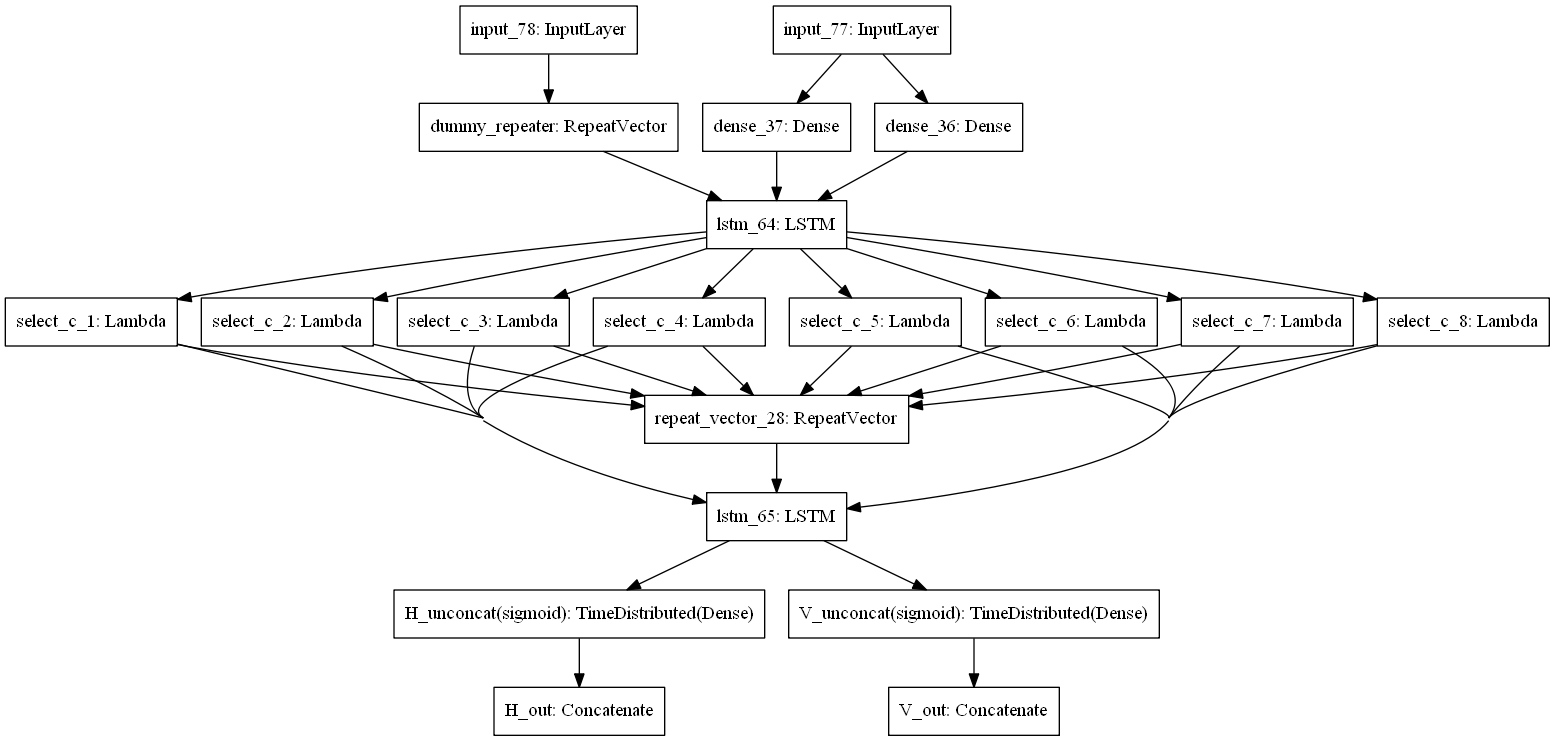 input_78: InputLayer
input_77: InputLayer
dummy_repeater: RepeatVector
dense_37: Dense
dense_36: Dense
lstm_64: LSTM
select_c_1: Lambda
select_c_2: Lambda
select_c_3: Lambda
select_c_4: Lambda
select_c_5: Lambda
select_c_6: Lambda
select_c_7: Lambda
select_c_8: Lambda
repeat_vector_28: RepeatVector
lstm_65: LSTM
H_unconcat(sigmoid): TimeDistributed(Dense)
V_unconcat(sigmoid): TimeDistributed(Dense)
H_out: Concatenate
V_out: Concatenate